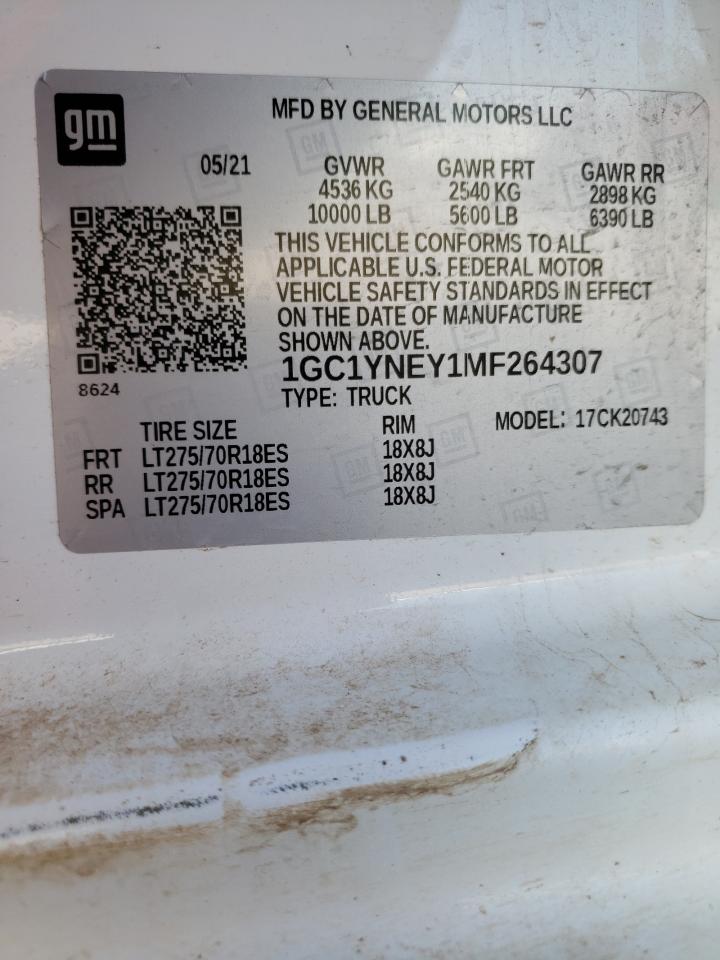 gm
MFD BY GENERAL MOTORS LLC
05/21 GVWR GAWR FRT GAWR RR
4536 KG 2540 KG 2898 KG
10000 LB 5600 LB 6390 LB
THIS VEHICLE CONFORMS TO ALL
APPLICABLE U.S. FEDERAL MOTOR
VEHICLE SAFETY STANDARDS IN EFFECT
ON THE DATE OF MANUFACTURE
SHOWN ABOVE.
8624
1GC1YNEY1MF264307
TYPE: TRUCK
MODEL: 17CK20743
TIRE SIZE RIM
FRT LT275/70R18ES 18X8J
RR LT275/70R18ES 18X8J
SPA LT275/70R18ES 18X8J